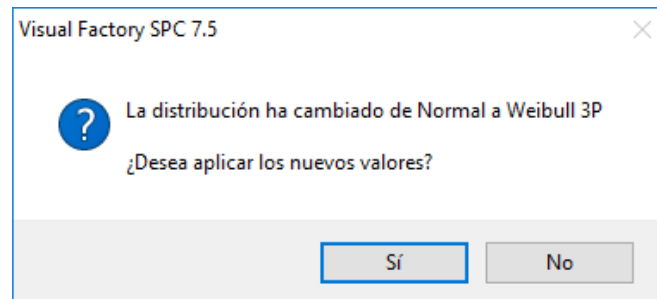 Visual Factory SPC 7.5
La distribución ha cambiado de Normal a Weibull 3P
¿Desea aplicar los nuevos valores?
Sí
No